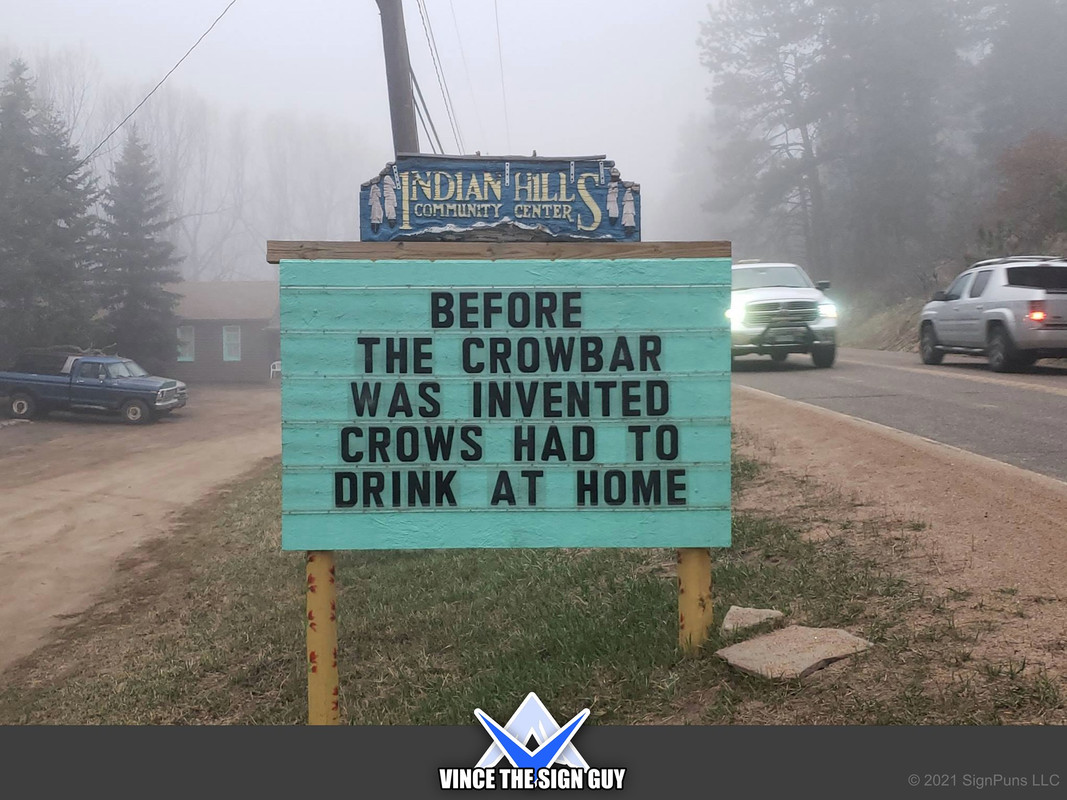 INDIAN HILLS
COMMUNITY CENTER
BEFORE
THE CROWBAR
WAS INVENTED
CROWS HAD TO
DRINK AT HOME
VINCE THE SIGN GUY
© 2021 SignPuns LLC